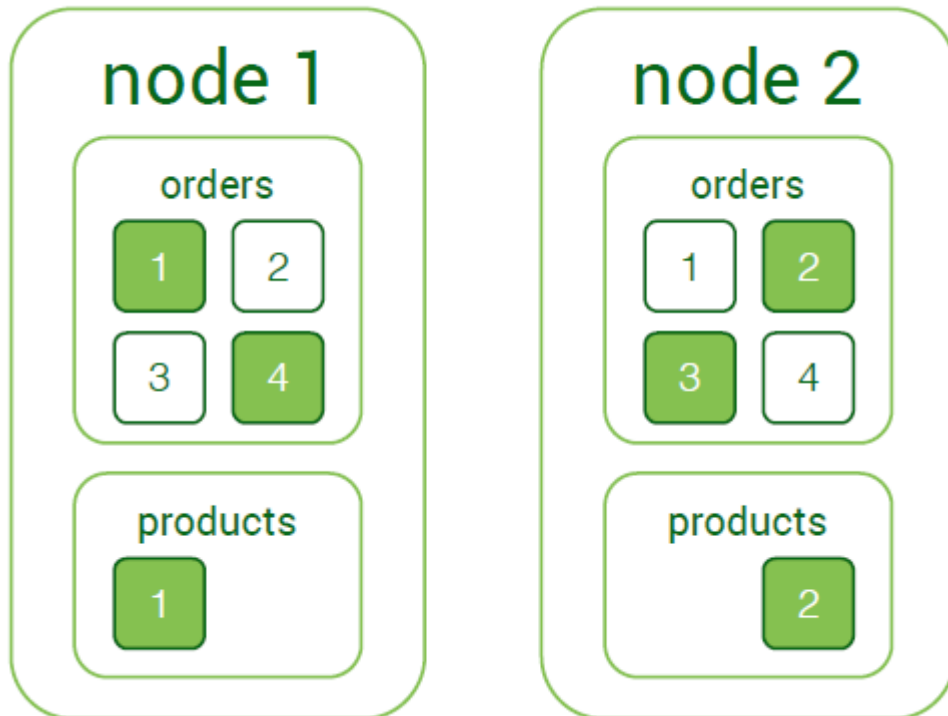 node 1
orders
1 2
3 4
products
1
node 2
orders
1 2
3 4
products
2